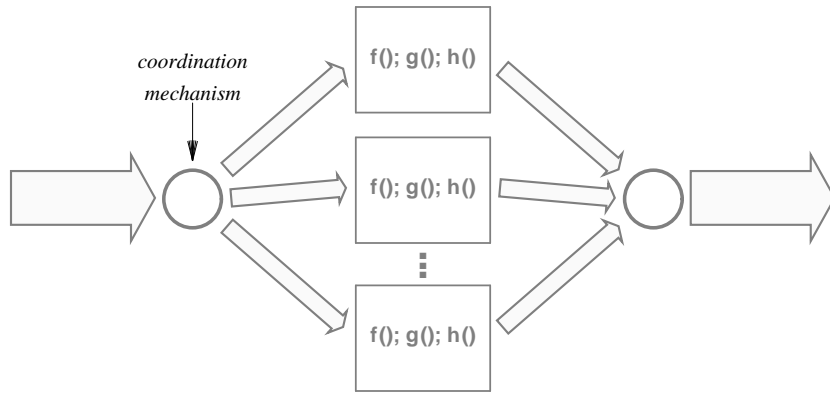 coordination
mechanism
f(); g(); h()
f(); g(); h()
f(); g(); h()